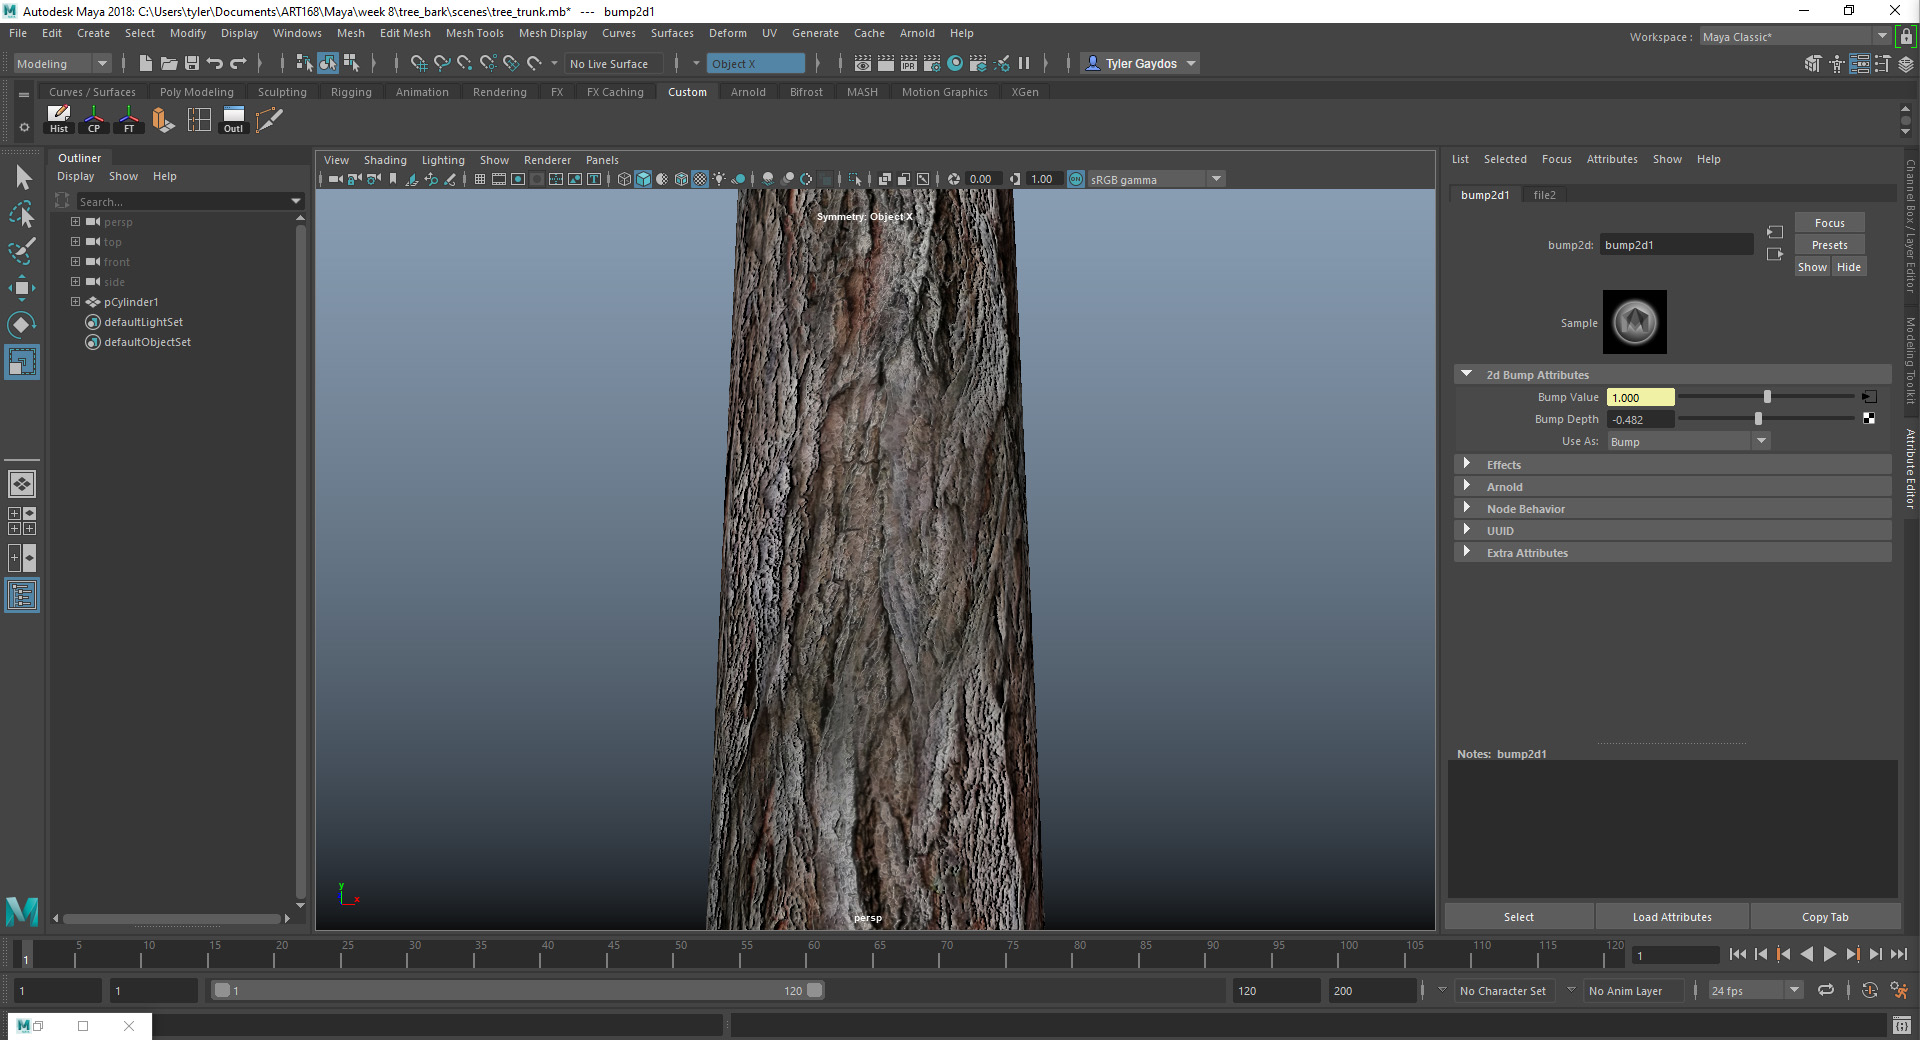 Autodesk Maya 2018: C:\Users\tyler\Documents\ART168\Maya\week 8\tree_bark\scenes\tree_trunk.mb* --- bump2d1
File Edit Create Select Modify Display Windows Mesh Edit Mesh Mesh Tools Mesh Display Curves Surfaces Deform UV Generate Cache Arnold Help
Workspace : Maya Classic*
Modeling No Live Surface Object X IPR Tyler Gaydos
Curves / Surfaces Poly Modeling Sculpting Rigging Animation Rendering FX FX Caching Custom Arnold Bifrost MASH Motion Graphics XGen
Hist CP FT Outl
Outliner
Display Show Help
Search...
persp
top
front
side
pCylinder1
defaultLightSet
defaultObjectSet
View Shading Lighting Show Renderer Panels
0.00 1.00 ON sRGB gamma
Symmetry: Object X
y
x
persp
List Selected Focus Attributes Show Help
bump2d1 file2
Focus
bump2d: bump2d1
Presets
Show Hide
Sample
2d Bump Attributes
Bump Value 1.000
Bump Depth -0.482
Use As: Bump
Effects
Arnold
Node Behavior
UUID
Extra Attributes
Notes: bump2d1
Select Load Attributes Copy Tab
Channel Box / Layer Editor
Modeling Toolkit
Attribute Editor
5 10 15 20 25 30 35 40 45 50 55 60 65 70 75 80 85 90 95 100 105 110 115 120
1 1
1 1 1 120 120 200 No Character Set No Anim Layer 24 fps